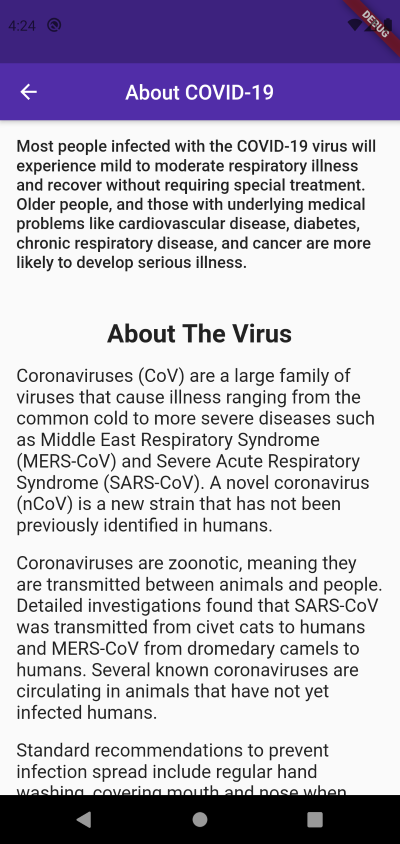 4:24
DEBUG
About COVID-19
Most people infected with the COVID-19 virus will
experience mild to moderate respiratory illness
and recover without requiring special treatment.
Older people, and those with underlying medical
problems like cardiovascular disease, diabetes,
chronic respiratory disease, and cancer are more
likely to develop serious illness.
About The Virus
Coronaviruses (CoV) are a large family of
viruses that cause illness ranging from the
common cold to more severe diseases such
as Middle East Respiratory Syndrome
(MERS-CoV) and Severe Acute Respiratory
Syndrome (SARS-CoV). A novel coronavirus
(nCoV) is a new strain that has not been
previously identified in humans.
Coronaviruses are zoonotic, meaning they
are transmitted between animals and people.
Detailed investigations found that SARS-CoV
was transmitted from civet cats to humans
and MERS-CoV from dromedary camels to
humans. Several known coronaviruses are
circulating in animals that have not yet
infected humans.
Standard recommendations to prevent
infection spread include regular hand
washing, covering mouth and nose when